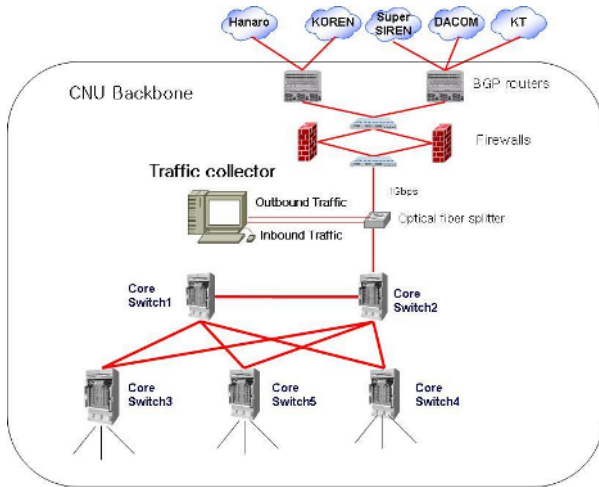 Hanaro
KOREN
Super
SIREN
DACOM
KT
CNU Backbone
BGP routers
Firewalls
Traffic collector
1Gbps
Outbound Traffic
Optical fiber splitter
Inbound Traffic
Core
Switch1
Core
Switch2
Core
Switch3
Core
Switch5
Core
Switch4